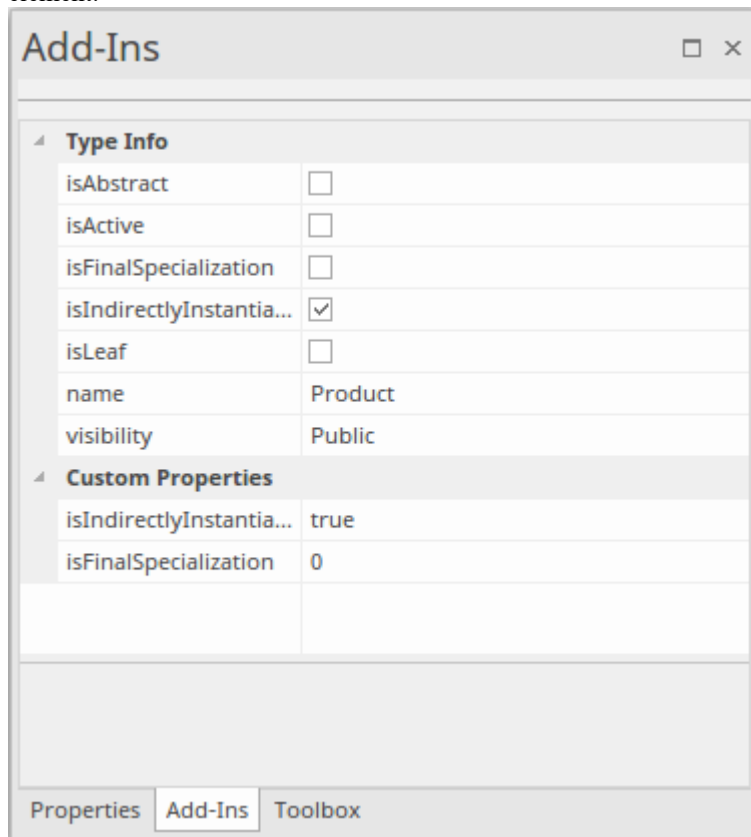 Add-Ins
Type Info
isAbstract
isActive
isFinalSpecialization
isIndirectlyInstantia...
isLeaf
name Product
visibility Public
Custom Properties
isIndirectlyInstantia... true
isFinalSpecialization 0
Properties Add-Ins Toolbox